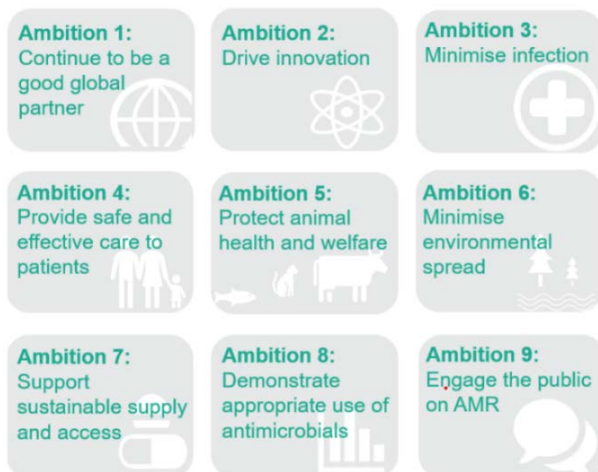 Ambition 1:
Continue to be a
good global
partner
Ambition 2:
Drive innovation
Ambition 3:
Minimise infection
Ambition 4:
Provide safe and
effective care to
patients
Ambition 5:
Protect animal
health and welfare
Ambition 6:
Minimise
environmental
spread
Ambition 7:
Support
sustainable supply
and access
Ambition 8:
Demonstrate
appropriate use of
antimicrobials
Ambition 9:
Engage the public
on AMR